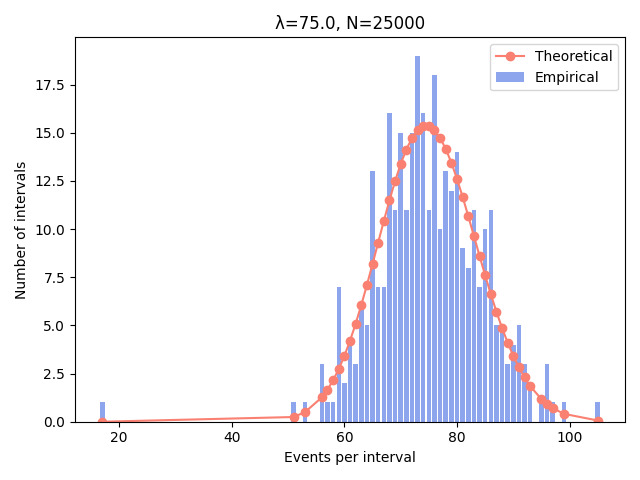 λ=75.0, N=25000
Theoretical
Empirical
Number of intervals
17.5
15.0
12.5
10.0
7.5
5.0
2.5
0.0
20
40
60
80
100
Events per interval